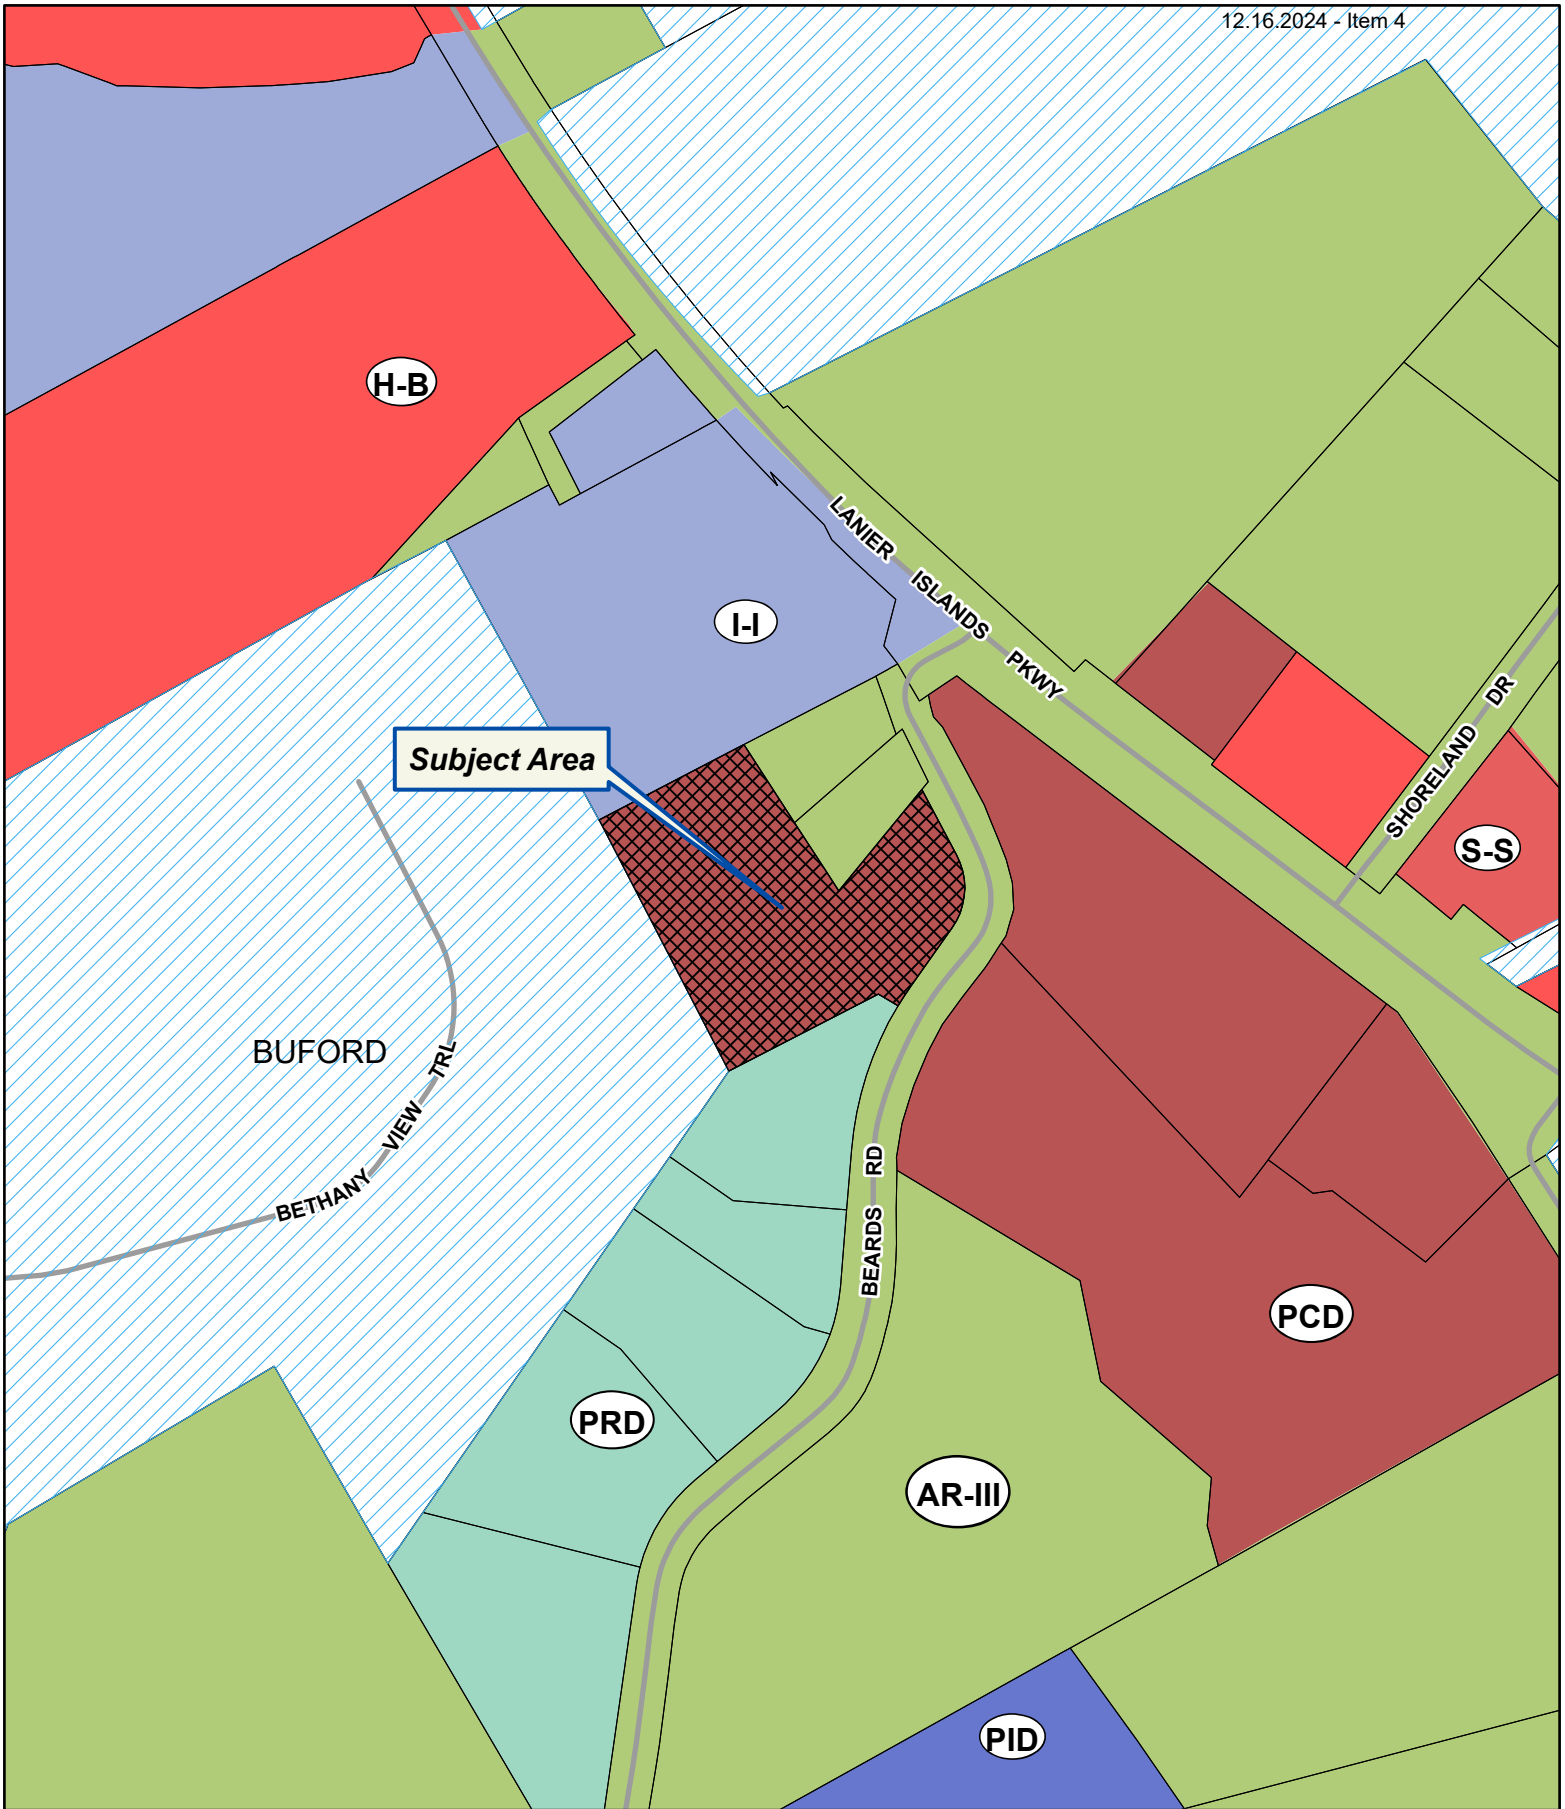 12.16.2024 - Item 4
H-B
LANIER ISLANDS PKWY
I-I
SHORELAND DR
Subject Area
S-S
BUFORD
BETHANY VIEW TRL
BEARDS RD
PCD
PRD
AR-III
PID